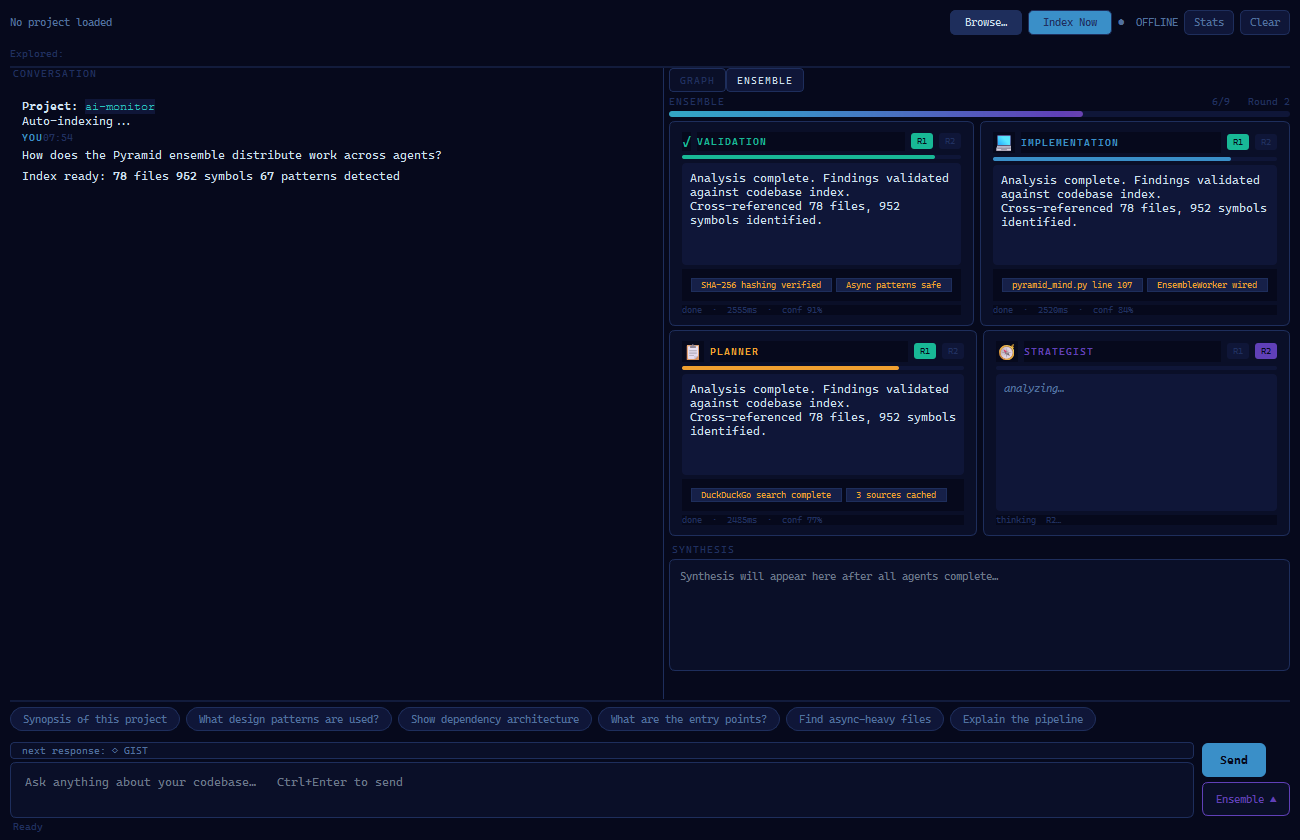 No project loaded
Browse… Index Now ● OFFLINE Stats Clear
Explored:
CONVERSATION
Project: ai-monitor
Auto-indexing...
YOU07:54
How does the Pyramid ensemble distribute work across agents?
Index ready: 78 files 952 symbols 67 patterns detected
GRAPH ENSEMBLE
ENSEMBLE 6/9 Round 2
✓ VALIDATION R1 R2
Analysis complete. Findings validated
against codebase index.
Cross-referenced 78 files, 952
symbols identified.
SHA-256 hashing verified Async patterns safe
done · 2555ms · conf 91%
IMPLEMENTATION R1 R2
Analysis complete. Findings validated
against codebase index.
Cross-referenced 78 files, 952 symbols
identified.
pyramid_mind.py line 107 EnsembleWorker wired
done · 2520ms · conf 84%
PLANNER R1 R2
Analysis complete. Findings validated
against codebase index.
Cross-referenced 78 files, 952 symbols
identified.
DuckDuckGo search complete 3 sources cached
done · 2435ms · conf 77%
STRATEGIST R1 R2
analyzing…
thinking R2…
SYNTHESIS
Synthesis will appear here after all agents complete…
Synopsis of this project What design patterns are used? Show dependency architecture What are the entry points? Find async-heavy files Explain the pipeline
next response: ◇ GIST
Ask anything about your codebase… Ctrl+Enter to send
Send
Ensemble ▲
Ready